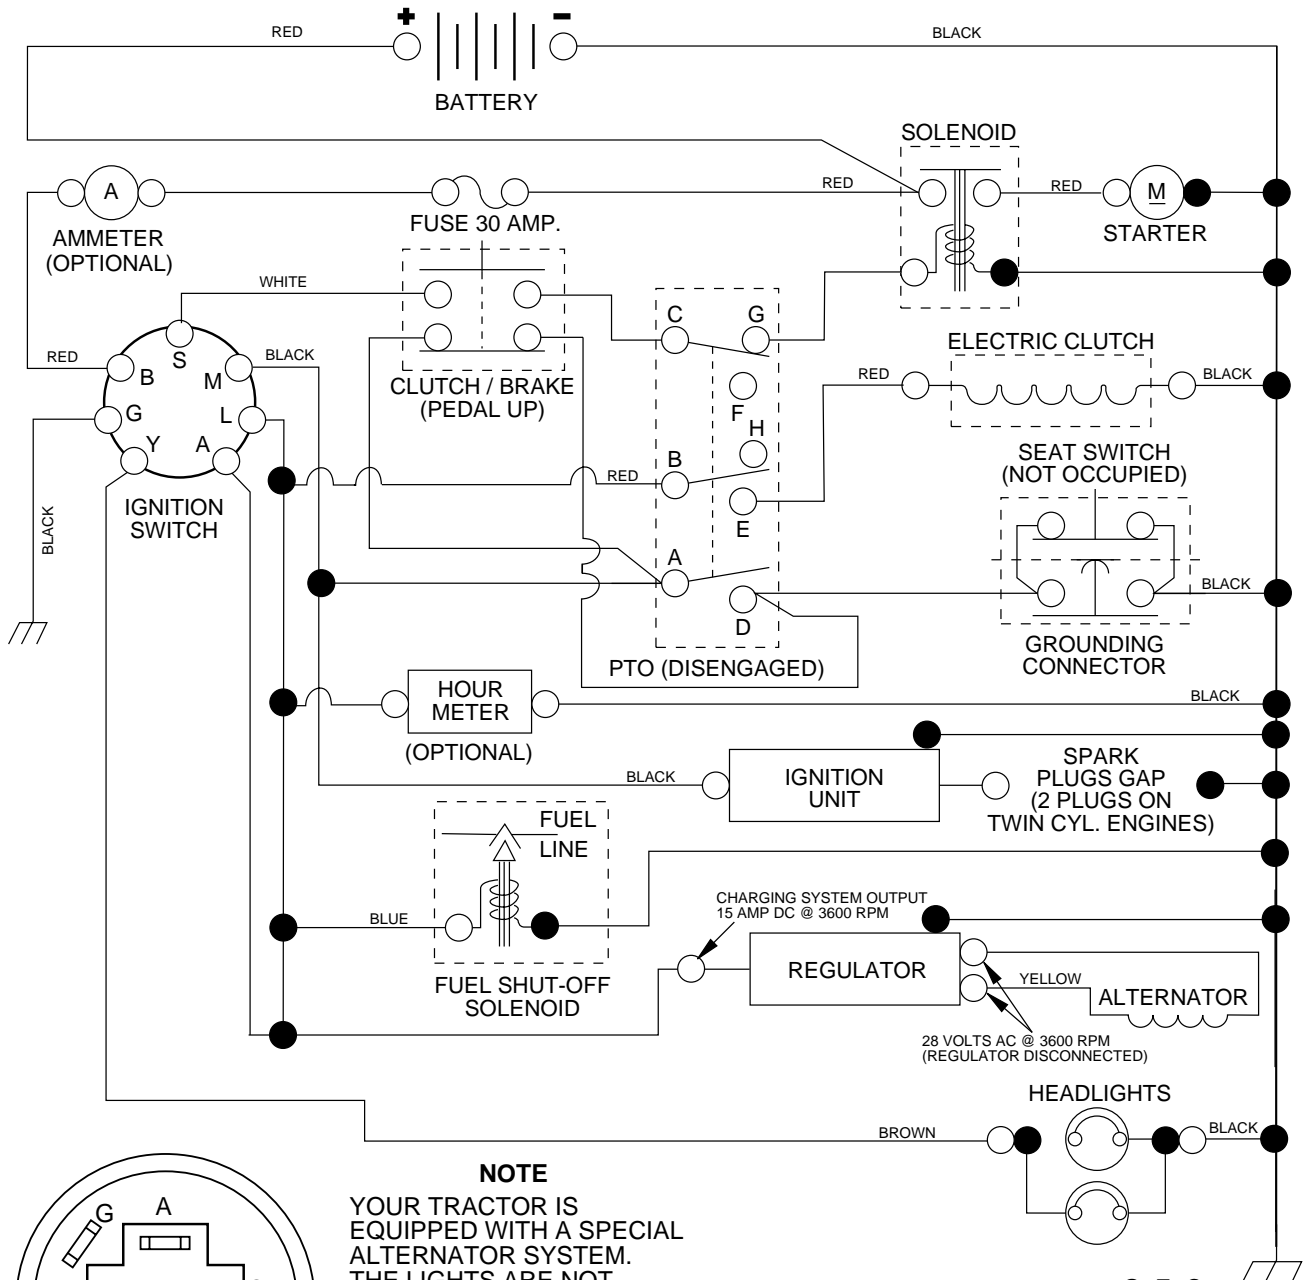 RED
+
-
BLACK
BATTERY
SOLENOID
A
RED
RED
M
FUSE 30 AMP.
STARTER
AMMETER
(OPTIONAL)
WHITE
C
G
ELECTRIC CLUTCH
RED
S
BLACK
B
M
CLUTCH / BRAKE
(PEDAL UP)
RED
BLACK
F
G
L
H
Y
A
B
SEAT SWITCH
(NOT OCCUPIED)
RED
IGNITION
SWITCH
BLACK
E
A
BLACK
D
GROUNDING
CONNECTOR
PTO (DISENGAGED)
HOUR
METER
BLACK
(OPTIONAL)
BLACK
IGNITION
UNIT
SPARK
PLUGS GAP
(2 PLUGS ON
TWIN CYL. ENGINES)
FUEL
LINE
CHARGING SYSTEM OUTPUT
15 AMP DC @ 3600 RPM
BLUE
REGULATOR
YELLOW
ALTERNATOR
FUEL SHUT-OFF
SOLENOID
28 VOLTS AC @ 3600 RPM
(REGULATOR DISCONNECTED)
HEADLIGHTS
BROWN
BLACK
NOTE
YOUR TRACTOR IS
EQUIPPED WITH A SPECIAL
ALTERNATOR SYSTEM.
THE LIGHTS ARE NOT
G
A